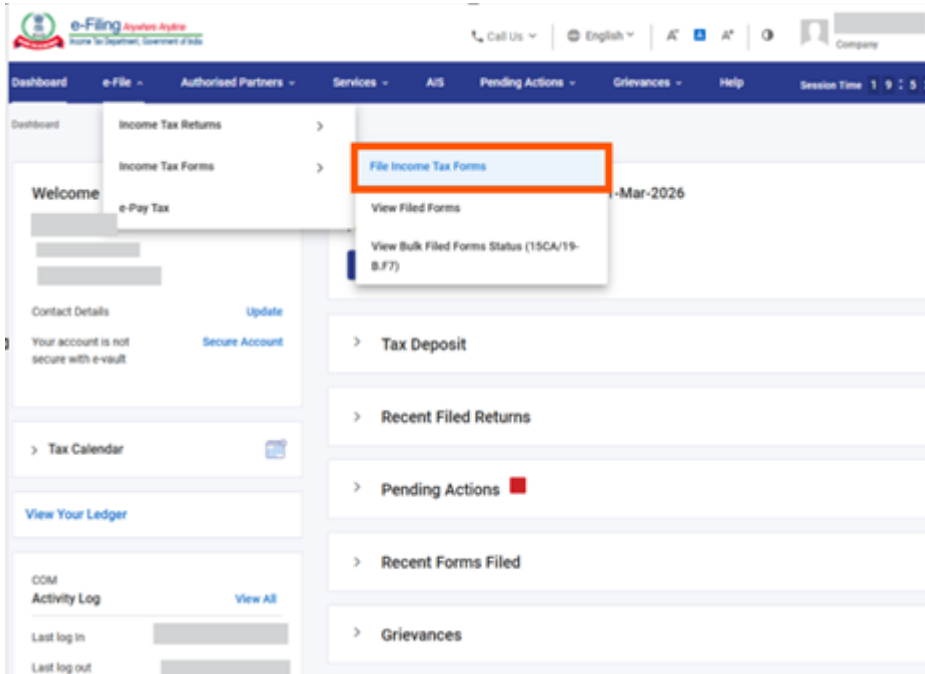 e-Filing Anywhere Anytime
Income Tax Department, Government of India
Call Us
English
A-
A
A+
Company
Dashboard
e-File
Authorised Partners
Services
AIS
Pending Actions
Grievances
Help
Session Time 1 9 : 5
Dashboard
Income Tax Returns
Income Tax Forms
e-Pay Tax
File Income Tax Forms
View Filed Forms
View Bulk Filed Forms Status (15CA/19-
B.F7)
Welcome
-Mar-2026
Contact Details
Update
Your account is not
secure with e-vault
Secure Account
Tax Calendar
View Your Ledger
COM
Activity Log
View All
Last log in
Last log out
Tax Deposit
Recent Filed Returns
Pending Actions
Recent Forms Filed
Grievances